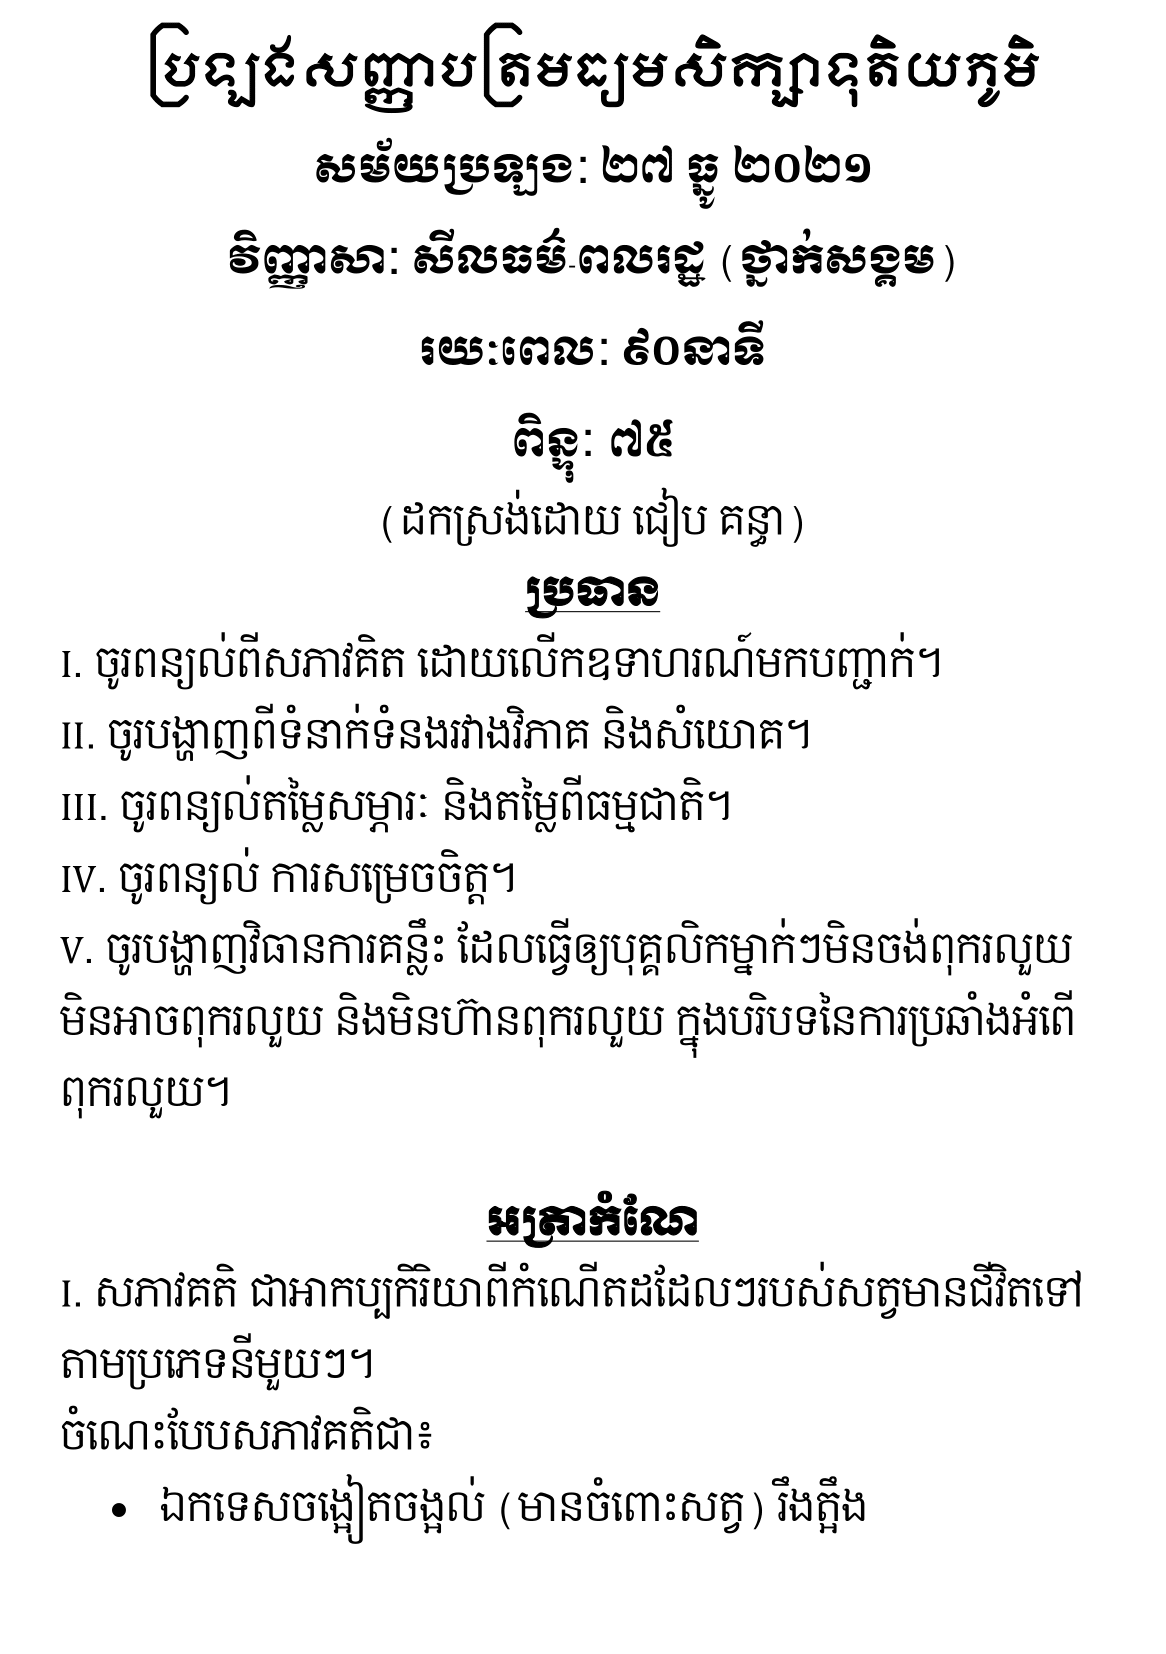 ប្រឡងសញ្ញាបត្រមធ្យមសិក្សាទុតិយភូមិ
សម័យប្រឡង: ២៧ ធ្នូ ២០២១
វិញ្ញាសា: សីលធម៌-ពលរដ្ឋ (ថ្នាក់សង្គម)
រយៈពេល: ៩០នាទី
ពិន្ទុ: ៧៥
(ដកស្រង់ដោយ ជៀប គន្ធា)
ប្រធាន
I. ចូរពន្យល់ពីសភាវគិត ដោយលើកឧទាហរណ៍មកបញ្ជាក់។
II. ចូរបង្ហាញពីទំនាក់ទំនងរវាងវិភាគ និងសំយោគ។
III. ចូរពន្យល់តម្លៃសម្ភារៈ និងតម្លៃពីធម្មជាតិ។
IV. ចូរពន្យល់ ការសម្រេចចិត្ត។
V. ចូរបង្ហាញវិធានការគន្លឹះ ដែលធ្វើឲ្យបុគ្គលិកម្នាក់ៗមិនចង់ពុករលួយ
មិនអាចពុករលួយ និងមិនហ៊ានពុករលួយ ក្នុងបរិបទនៃការប្រឆាំងអំពើ
ពុករលួយ។
អត្រាកំណែ
I. សភាវគតិ ជាអាកប្បកិរិយាពីកំណើតដដែលៗរបស់សត្វមានជីវិតទៅ
តាមប្រភេទនីមួយៗ។
ចំណេះបែបសភាវគតិជា៖
• ឯកទេសចង្អៀតចង្អល់ (មានចំពោះសត្វ) រឹងត្អឹង